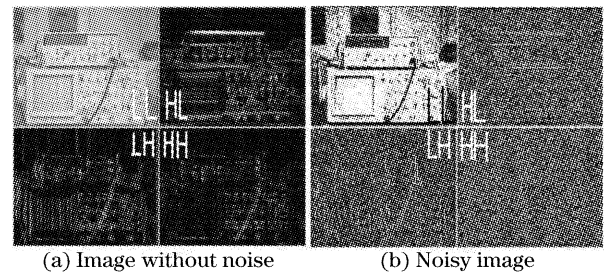 LL HL LL HL
LH HH LH HH
(a) Image without noise (b) Noisy image